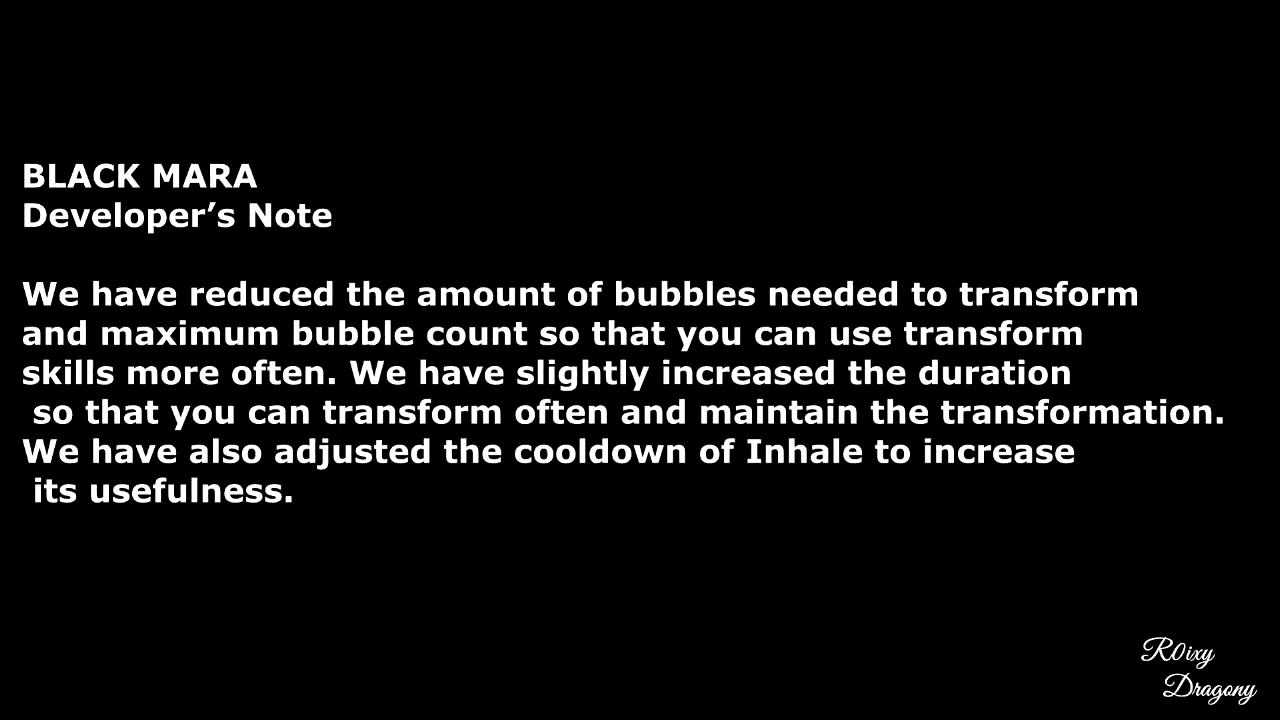 BLACK MARA
Developer’s Note
We have reduced the amount of bubbles needed to transform
and maximum bubble count so that you can use transform
skills more often. We have slightly increased the duration
so that you can transform often and maintain the transformation.
We have also adjusted the cooldown of Inhale to increase
its usefulness.
R0ixy
Dragony